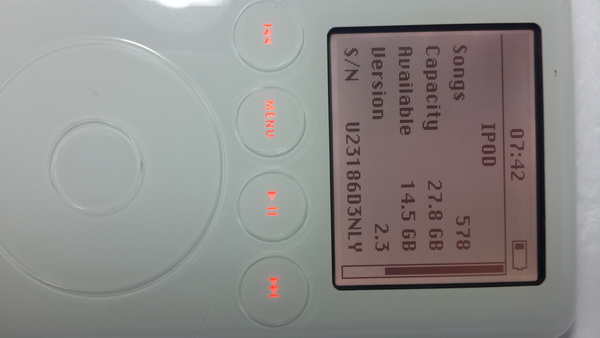 07:42
IPOD
Songs 578
Capacity 27.8 GB
Available 14.5 GB
Version 2.3
S/N U23186D3NLY
MENU